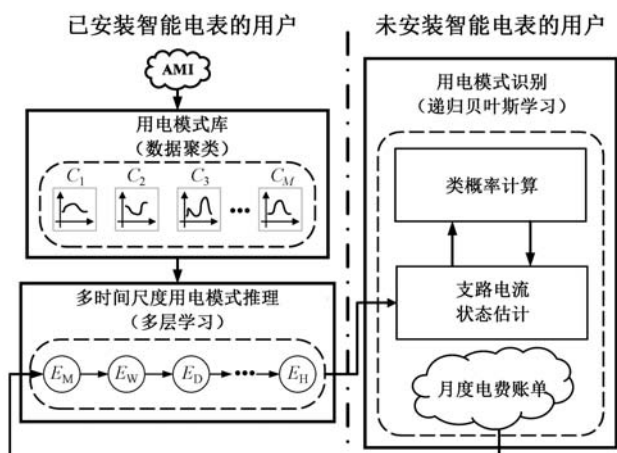 已安装智能电表的用户
未安装智能电表的用户
AMI
用电模式库
(数据聚类)
C1
C2
C3
CM
多时间尺度用电模式推理
(多层学习)
EM
EW
ED
EH
用电模式识别
(递归贝叶斯学习)
类概率计算
支路电流
状态估计
月度电费账单